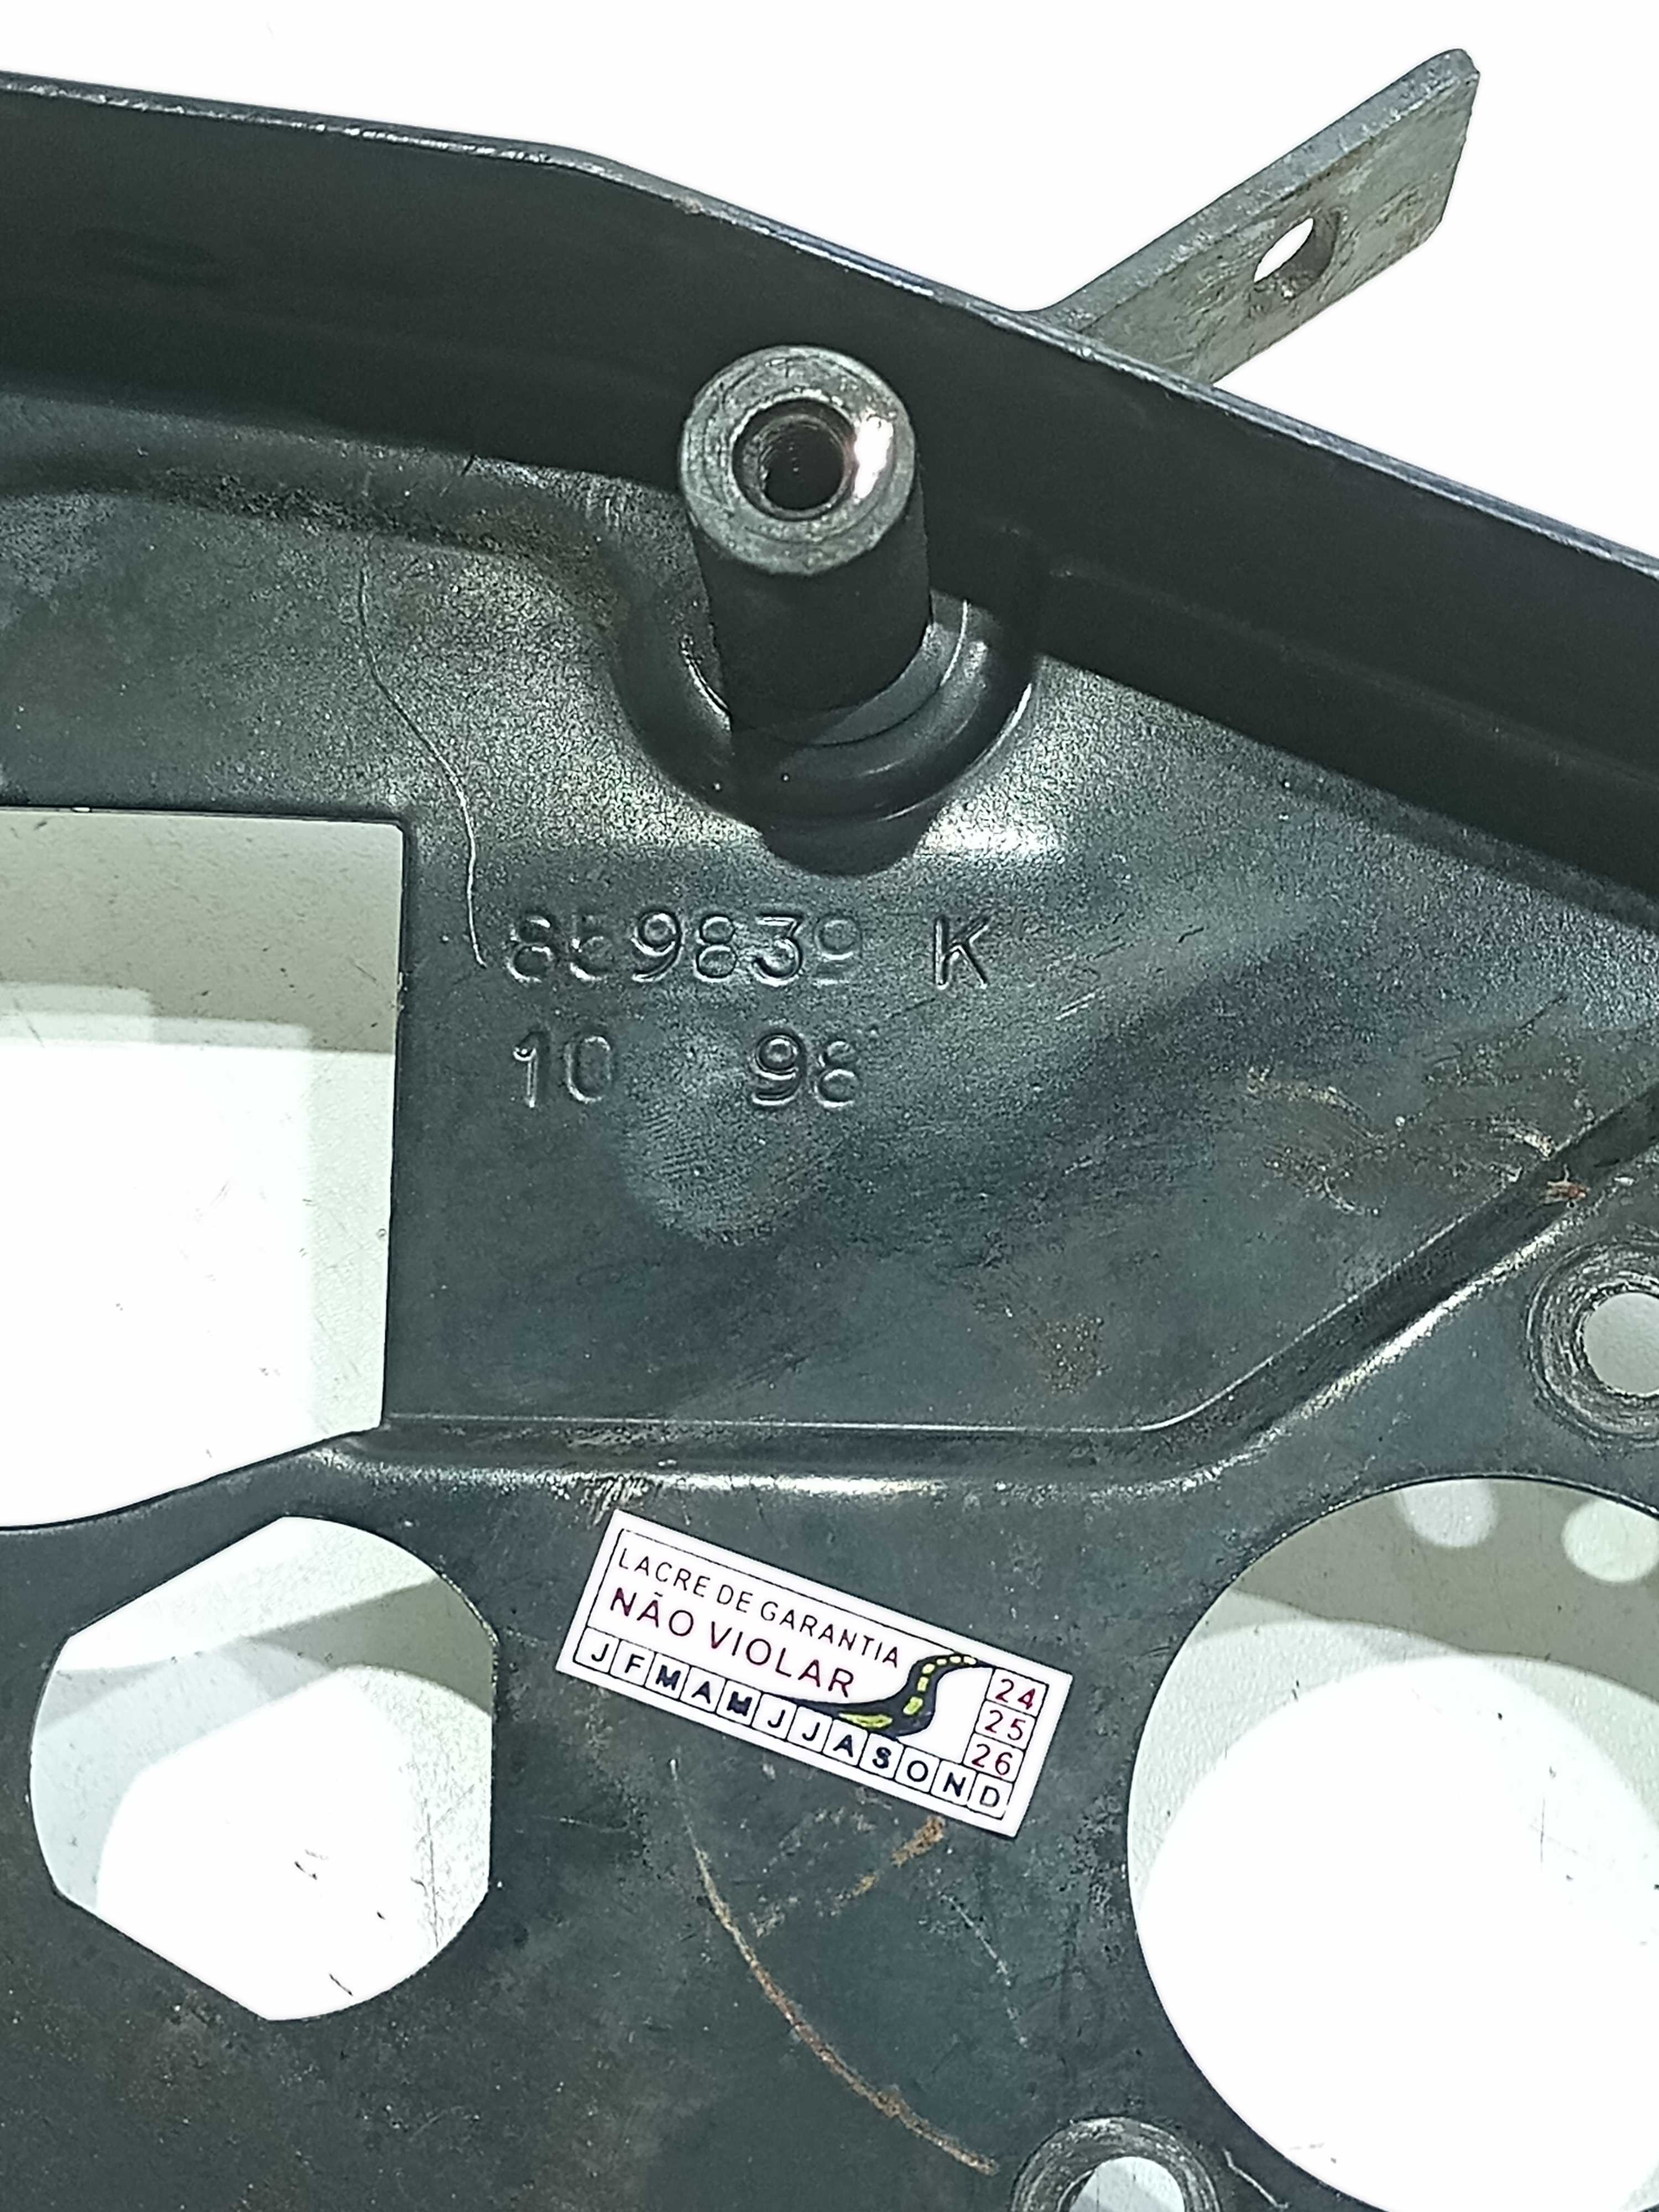 859839 K
10 98
LACRE DE GARANTIA
NÃO VIOLAR
J F M A M J J A S O N D
24
25
26